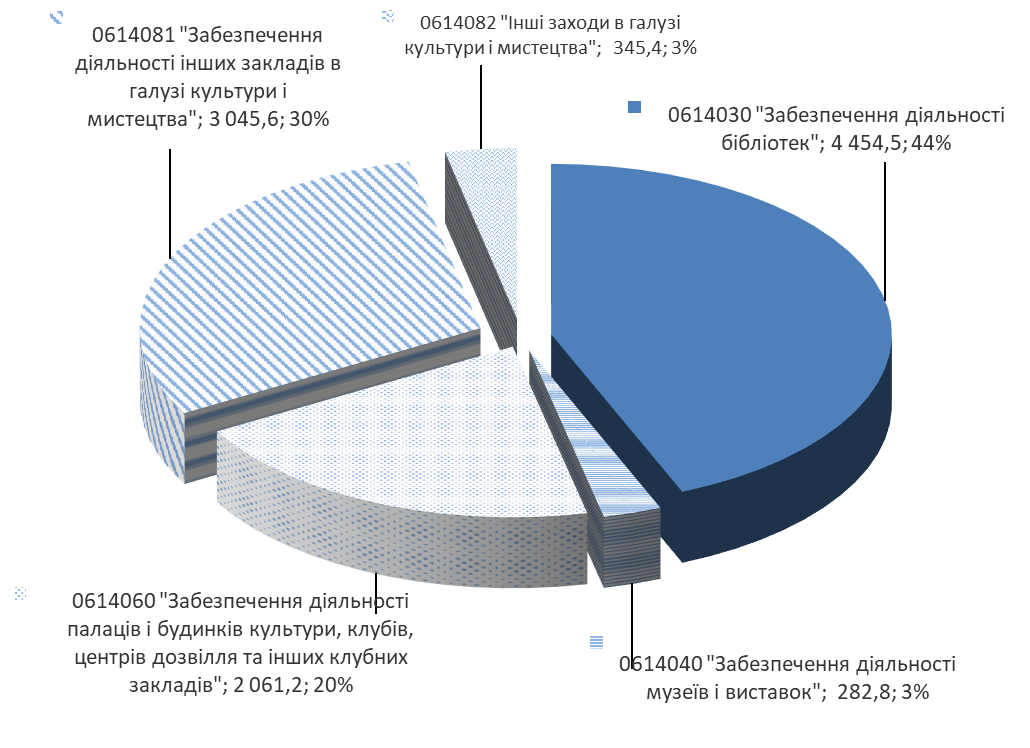 0614081 "Забезпечення
діяльності інших закладів в
галузі культури і
мистецтва"; 3 045,6; 30%
0614082 "Інші заходи в галузі
культури і мистецтва"; 345,4; 3%
0614030 "Забезпечення діяльності
бібліотек"; 4 454,5; 44%
0614060 "Забезпечення діяльності
палаців і будинків культури, клубів,
центрів дозвілля та інших клубних
закладів"; 2 061,2; 20%
0614040 "Забезпечення діяльності
музеїв і виставок"; 282,8; 3%